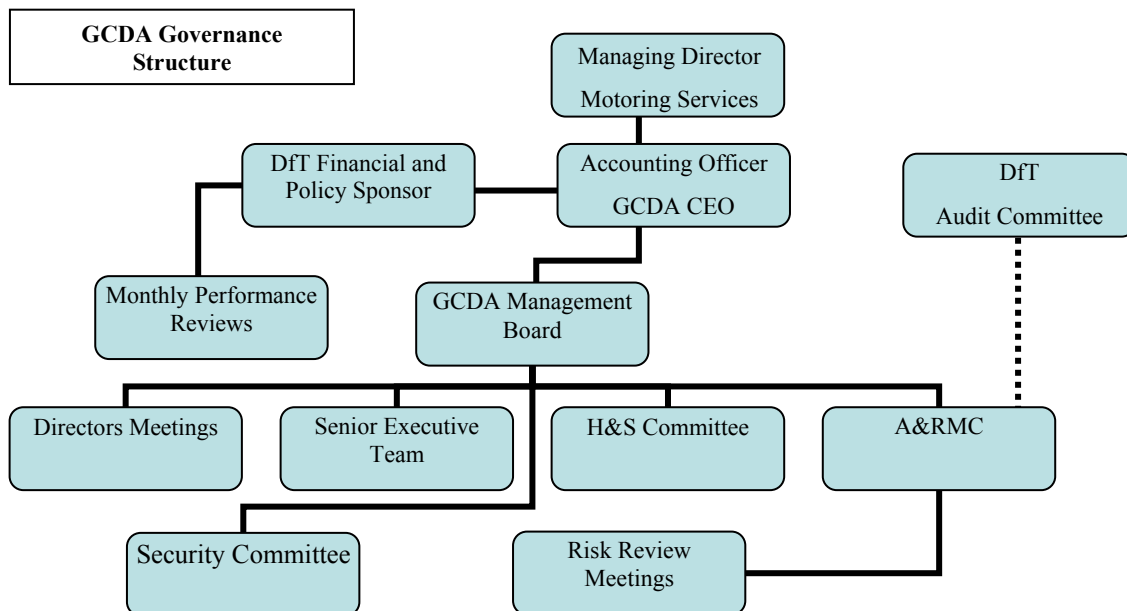 GCDA Governance
Structure
Managing Director
Motoring Services
DfT Financial and
Policy Sponsor
Accounting Officer
GCDA CEO
DfT
Audit Committee
Monthly Performance
Reviews
GCDA Management
Board
Directors Meetings
Senior Executive
Team
H&S Committee
A&RMC
Security Committee
Risk Review
Meetings